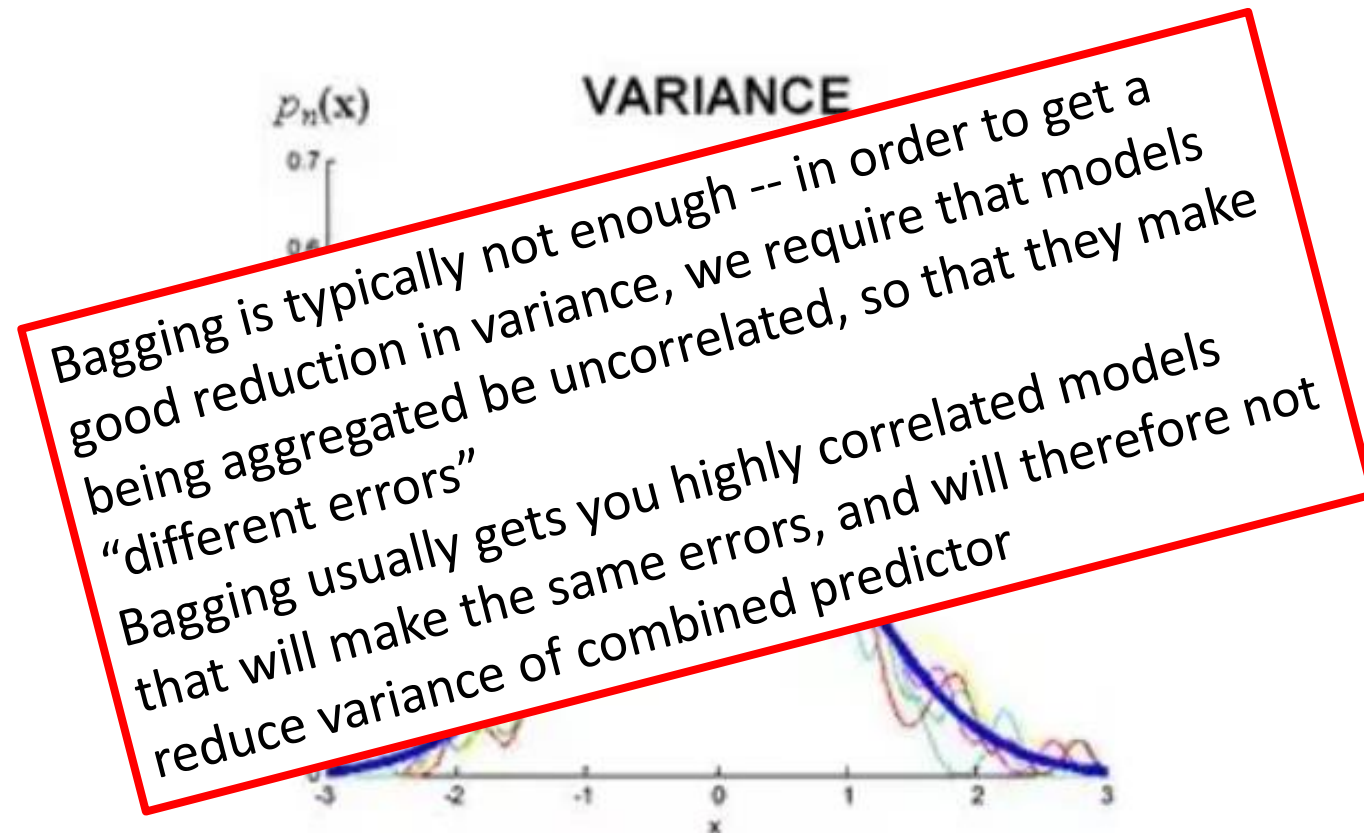 pₙ(x)
VARIANCE
0.7
0.6
Bagging is typically not enough -- in order to get a
good reduction in variance, we require that models
being aggregated be uncorrelated, so that they make
“different errors”
Bagging usually gets you highly correlated models
that will make the same errors, and will therefore not
reduce variance of combined predictor
0
-3 -2 -1 0 1 2 3
x